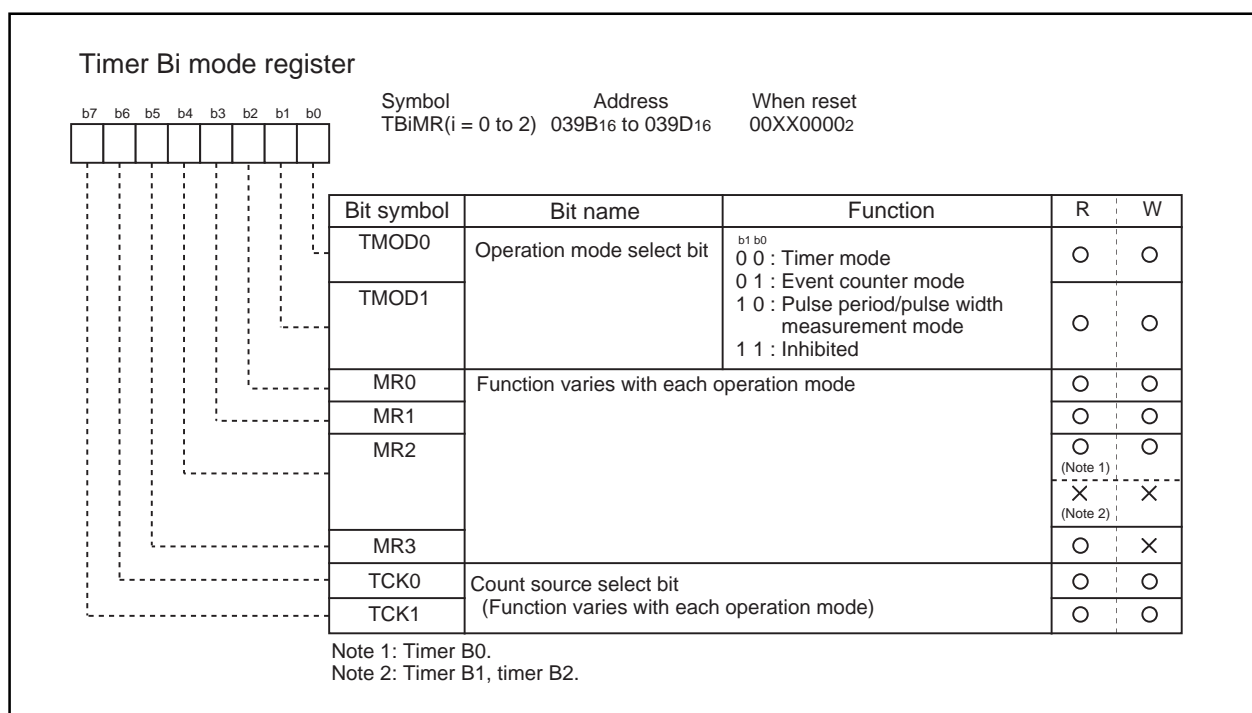 Timer Bi mode register
Symbol Address When reset
TBiMR(i = 0 to 2) 039B16 to 039D16 00XX00002
b7 b6 b5 b4 b3 b2 b1 b0
Bit symbol Bit name Function R W
TMOD0 Operation mode select bit b1 b0
0 0 : Timer mode
0 1 : Event counter mode
TMOD1 1 0 : Pulse period/pulse width
measurement mode
1 1 : Inhibited
MR0 Function varies with each operation mode
MR1
MR2
(Note 1)
(Note 2)
MR3
TCK0 Count source select bit
TCK1 (Function varies with each operation mode)
Note 1: Timer B0.
Note 2: Timer B1, timer B2.